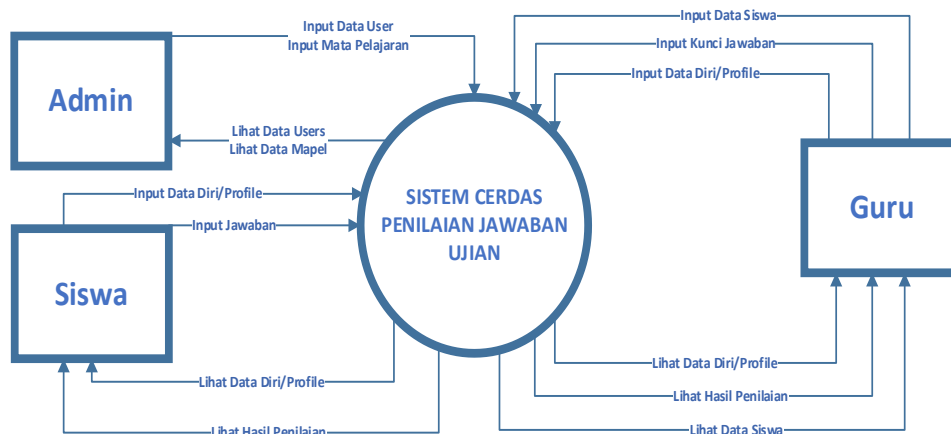 Input Data User
Input Mata Pelajaran
Input Data Siswa
Input Kunci Jawaban
Input Data Diri/Profile
Admin
Lihat Data Users
Lihat Data Mapel
Input Data Diri/Profile
Input Jawaban
SISTEM CERDAS
PENILAIAN JAWABAN
UJIAN
Guru
Siswa
Lihat Data Diri/Profile
Lihat Hasil Penilaian
Lihat Data Diri/Profile
Lihat Hasil Penilaian
Lihat Data Siswa